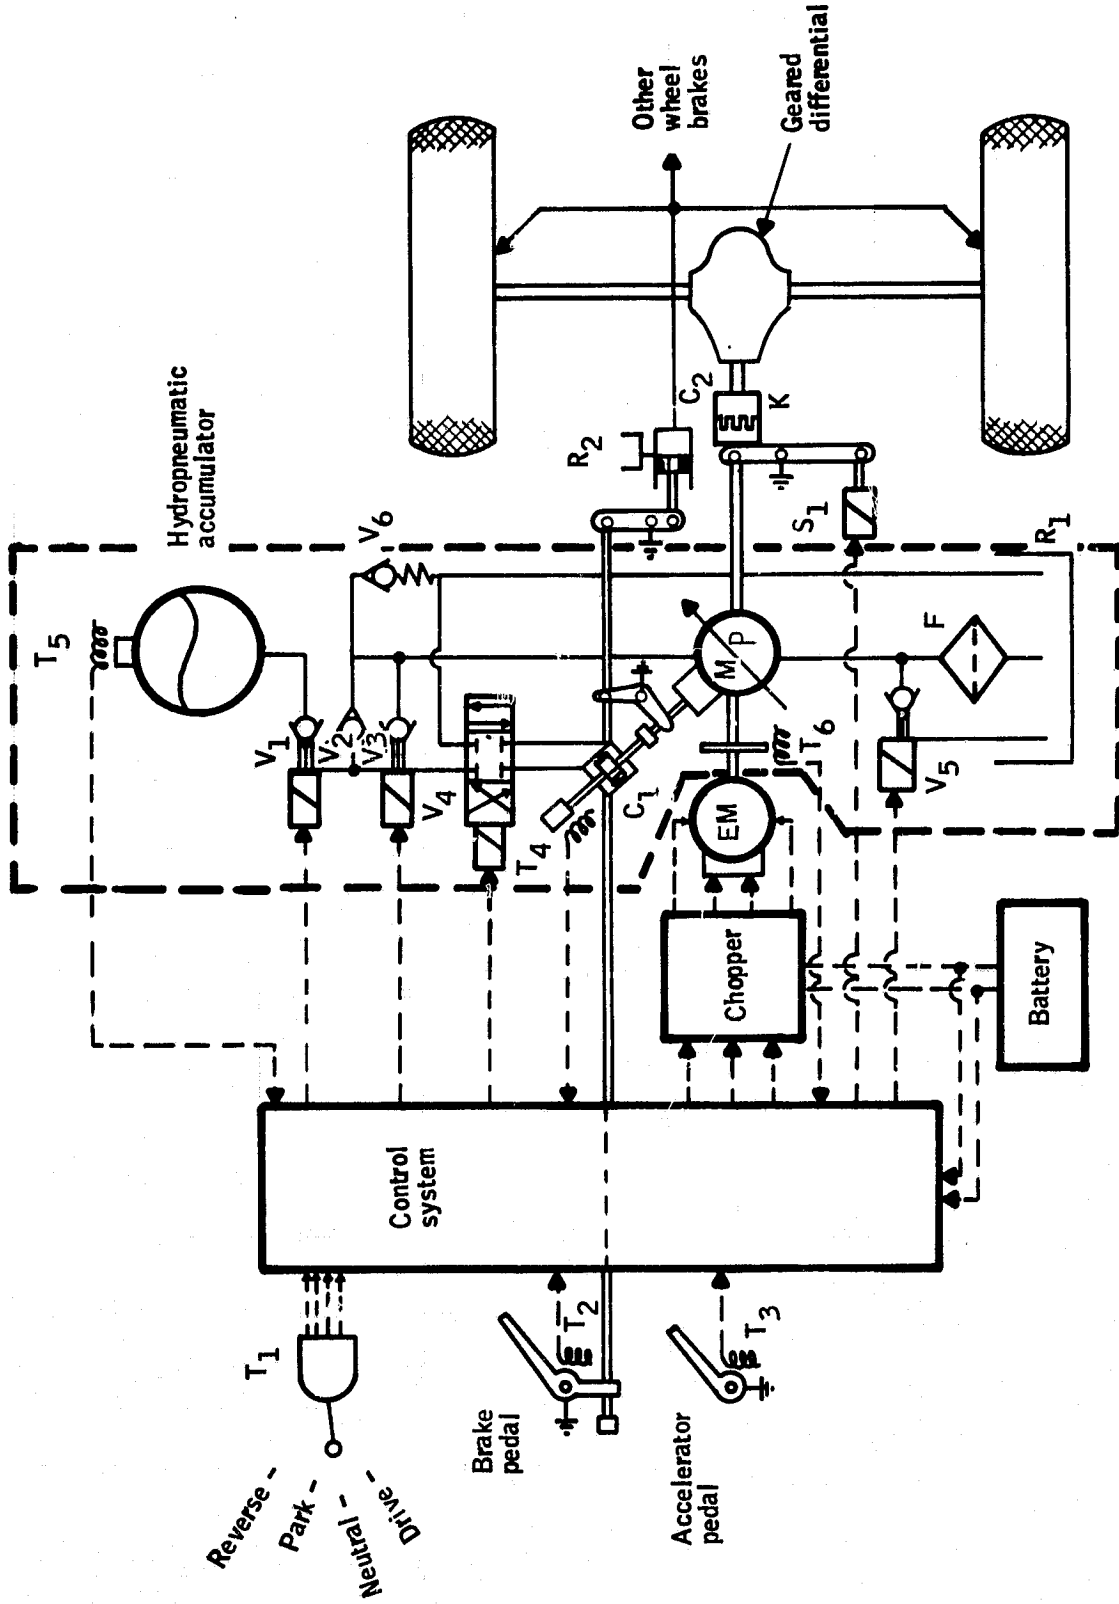 Reverse -
Park -
Neutral -
Drive -
T1
Brake
pedal
T2
Accelerator
pedal
T3
Control
system
T5
Hydropneumatic
accumulator
V1
V2
V3
V4
V6
T4
C1
R2
Other
wheel
brakes
Geared
differential
C2
K
S1
M
P
EM
T6
Chopper
Battery
V5
F
R1